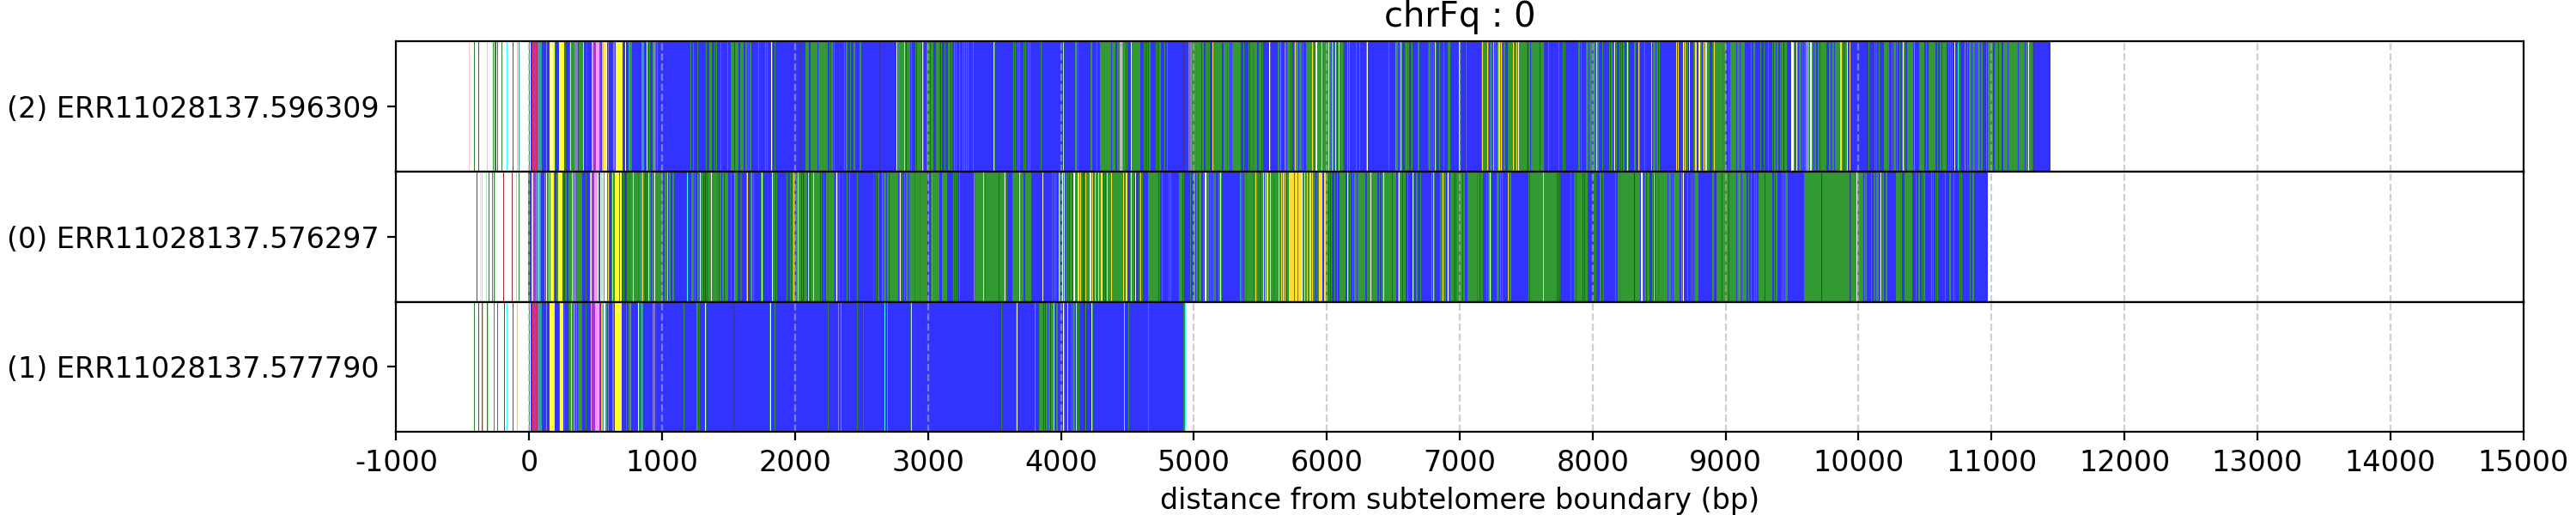 chrFq : 0
(2) ERR11028137.596309
(0) ERR11028137.576297
(1) ERR11028137.577790
-1000 0 1000 2000 3000 4000 5000 6000 7000 8000 9000 10000 11000 12000 13000 14000 15000
distance from subtelomere boundary (bp)